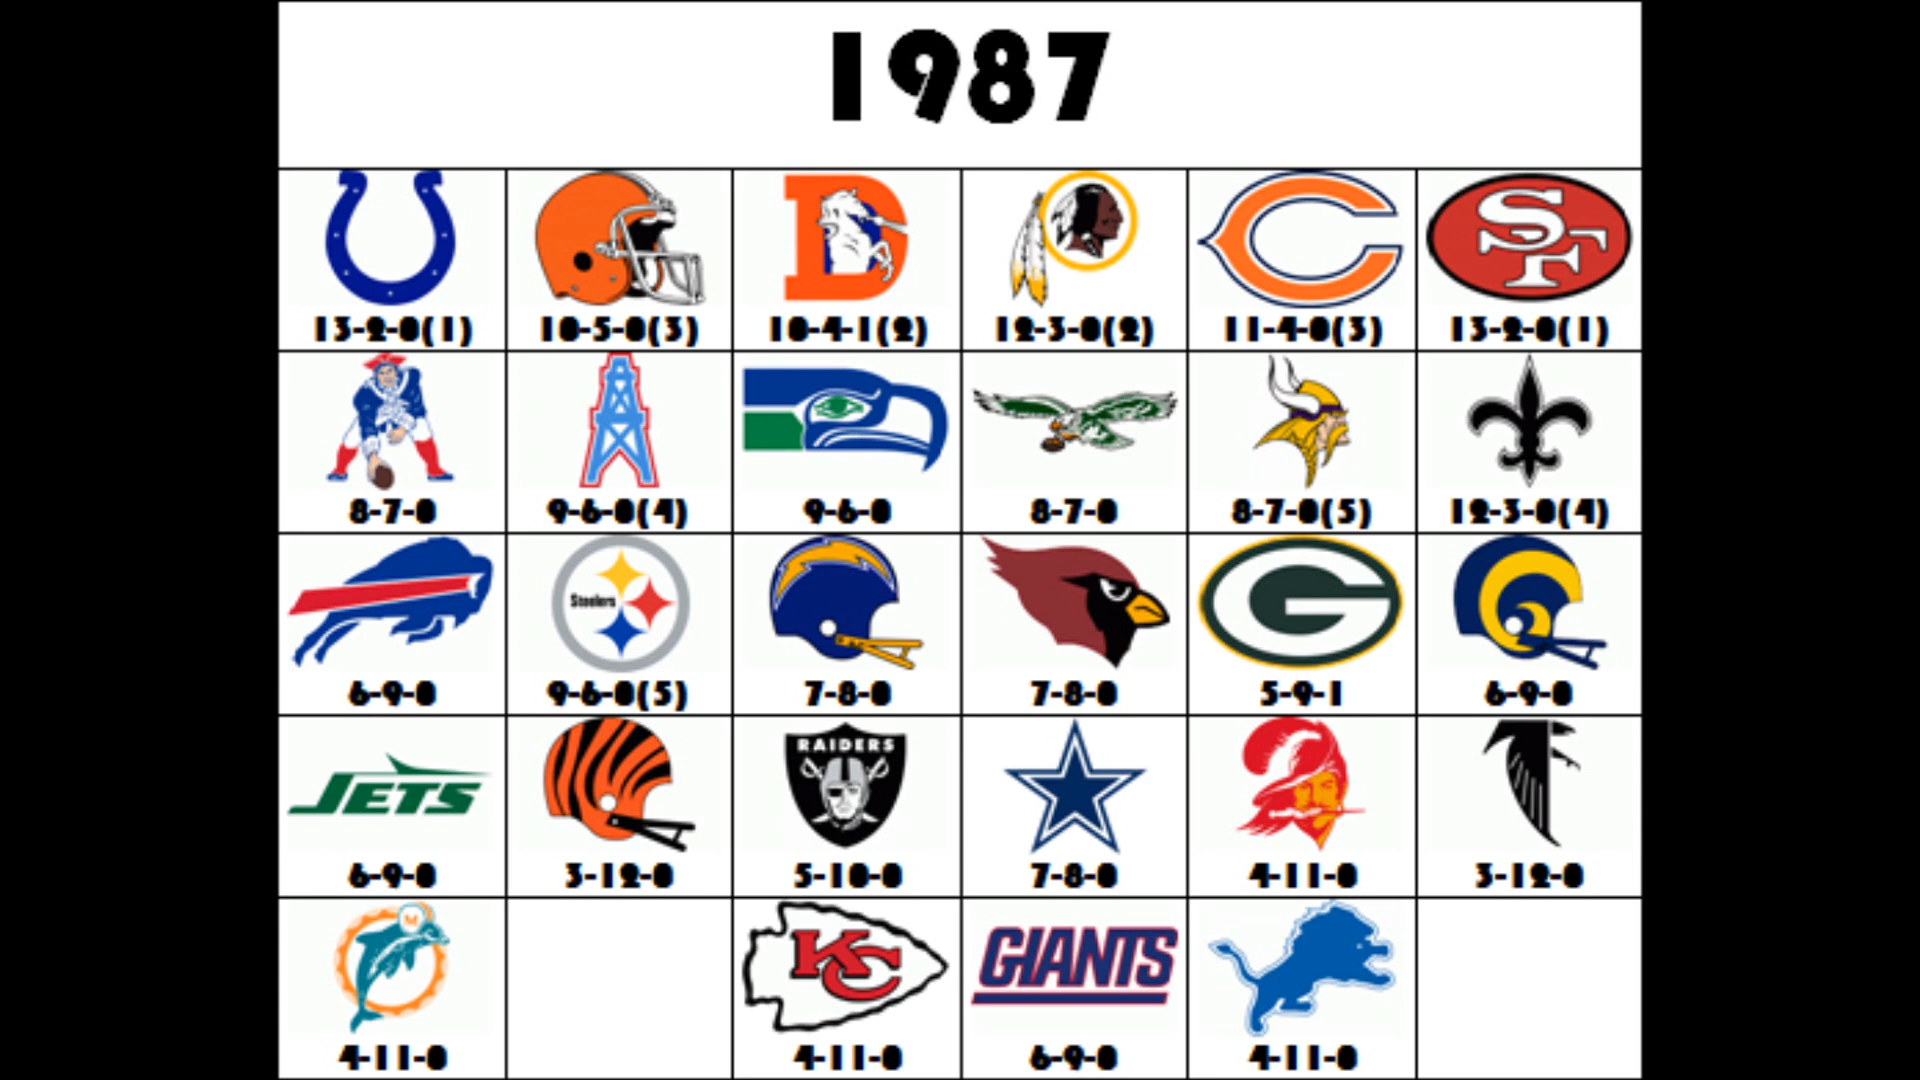 1987
13-2-0(1) 10-5-0(3) 10-4-1(2) 12-3-0(2) 11-4-0(3) 13-2-0(1)
8-7-0 9-6-0(4) 9-6-0 8-7-0 8-7-0(5) 12-3-0(4)
Steelers
6-9-0 9-6-0(5) 7-8-0 7-8-0 5-9-1 6-9-0
JETS RAIDERS
6-9-0 3-12-0 5-10-0 7-8-0 4-11-0 3-12-0
M KC GIANTS
4-11-0 4-11-0 6-9-0 4-11-0